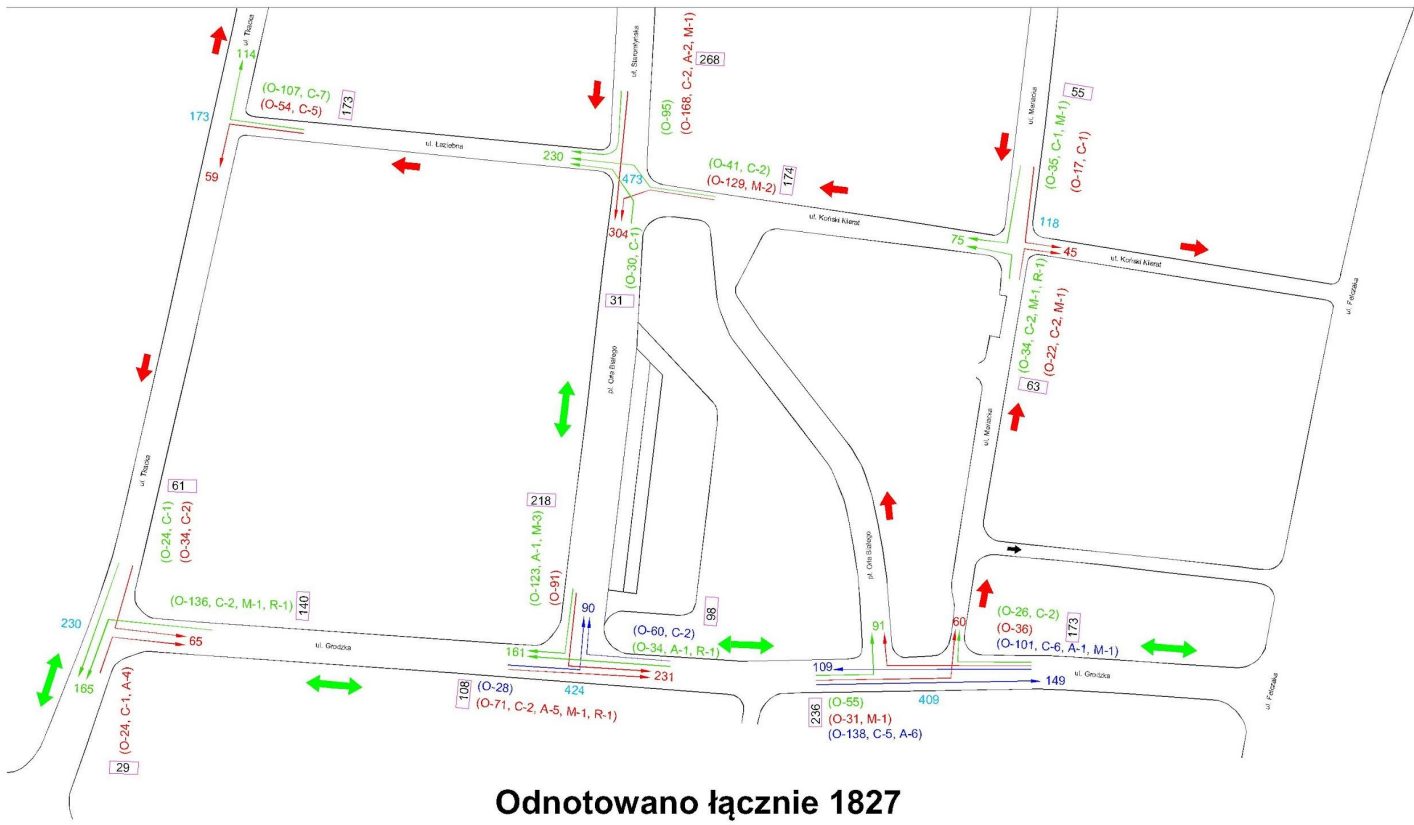 ul. Tkacka
114
(O-107, C-7)
(O-54, C-5)
173
173
59
ul. Łaziebna
ul. Staromłyńska
(O-95)
(O-168, C-2, A-2, M-1)
268
230
473
304
(O-41, C-2)
(O-129, M-2)
174
(O-30, C-1)
31
ul. Koński Kierat
ul. Mariacka
55
(O-35, C-1, M-1)
(O-17, C-1)
118
75
45
ul. Koński Kierat
ul. Felczaka
(O-34, C-2, M-1, R-1)
(O-22, C-2, M-1)
63
ul. Mariacka
pl. Orła Białego
ul. Tkacka
61
(O-24, C-1)
(O-34, C-2)
218
(O-123, A-1, M-3)
(O-91)
pl. Orła Białego
(O-136, C-2, M-1, R-1)
140
230
65
165
ul. Grodzka
(O-24, C-1, A-4)
29
90
(O-60, C-2)
(O-34, A-1, R-1)
98
161
231
424
108
(O-28)
(O-71, C-2, A-5, M-1, R-1)
91
60
(O-26, C-2)
(O-36)
(O-101, C-6, A-1, M-1)
173
109
149
ul. Grodzka
409
236
(O-55)
(O-31, M-1)
(O-138, C-5, A-6)
ul. Felczaka
Odnotowano łącznie 1827